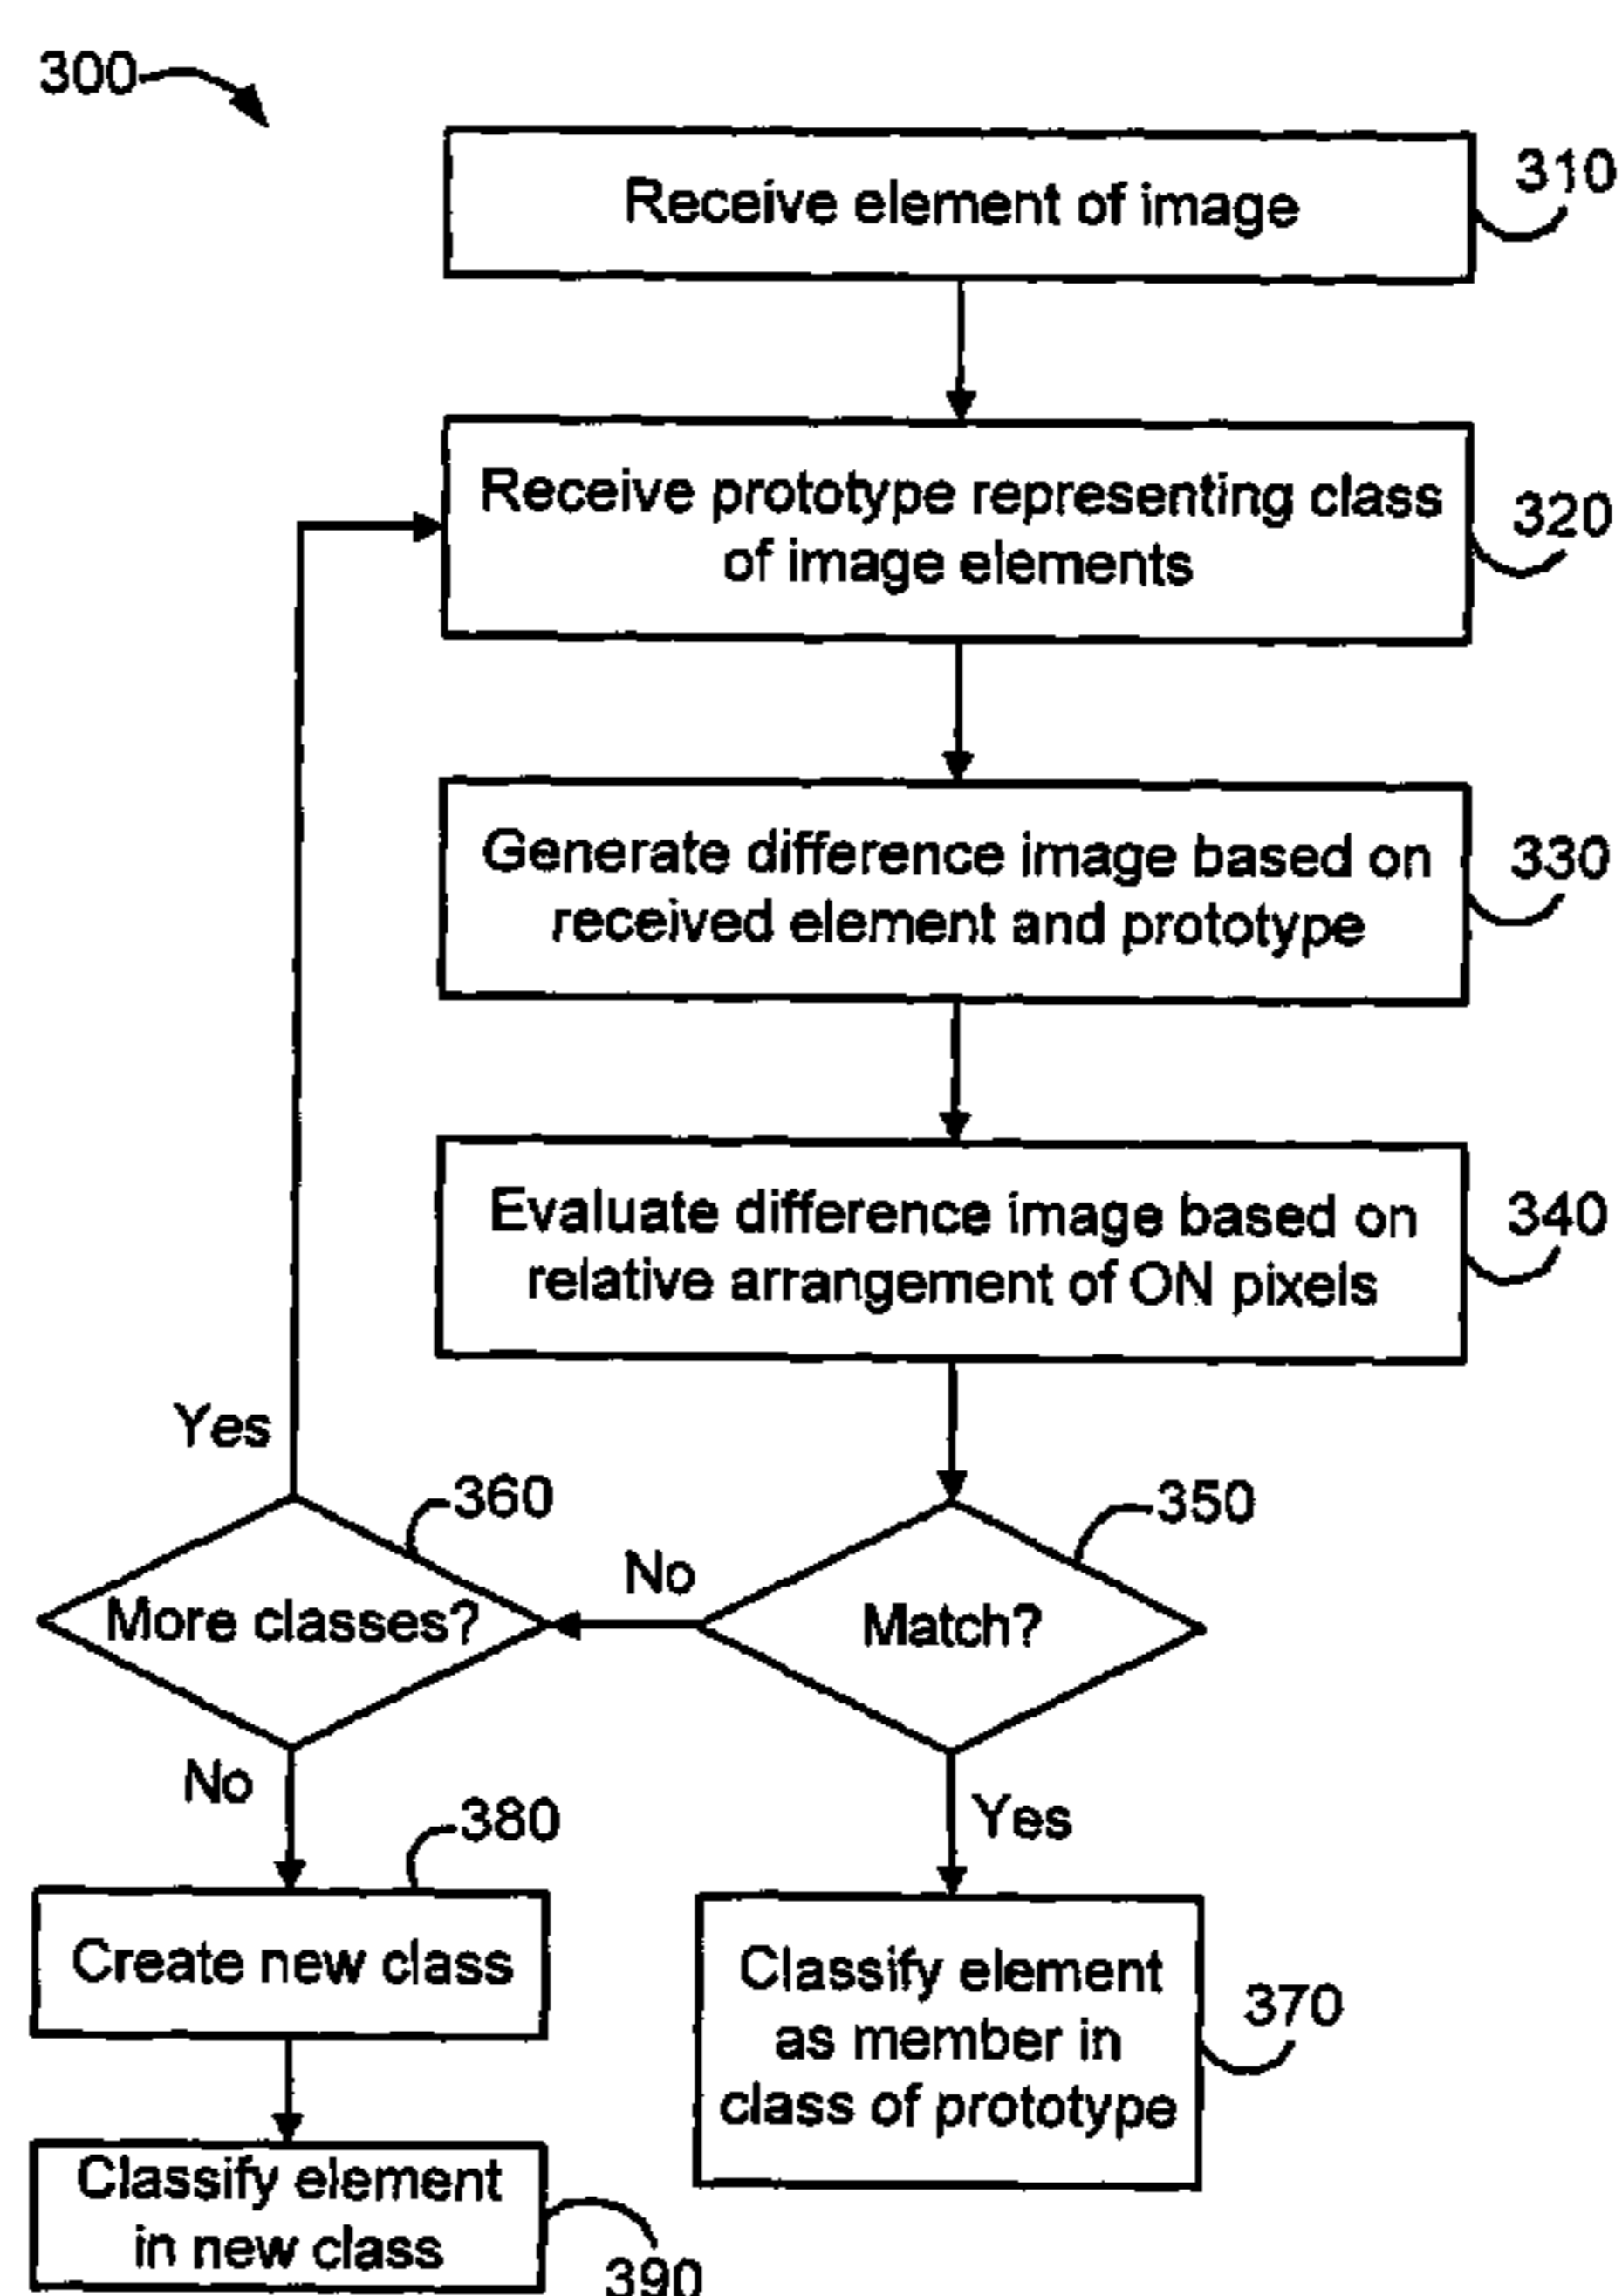 300
Receive element of image
310
Receive prototype representing class
of image elements
320
Generate difference image based on
received element and prototype
330
Evaluate difference image based on
relative arrangement of ON pixels
340
Yes
360
More classes?
No
350
Match?
No
380
Yes
Create new class
Classify element
as member in
class of prototype
370
Classify element
in new class
390